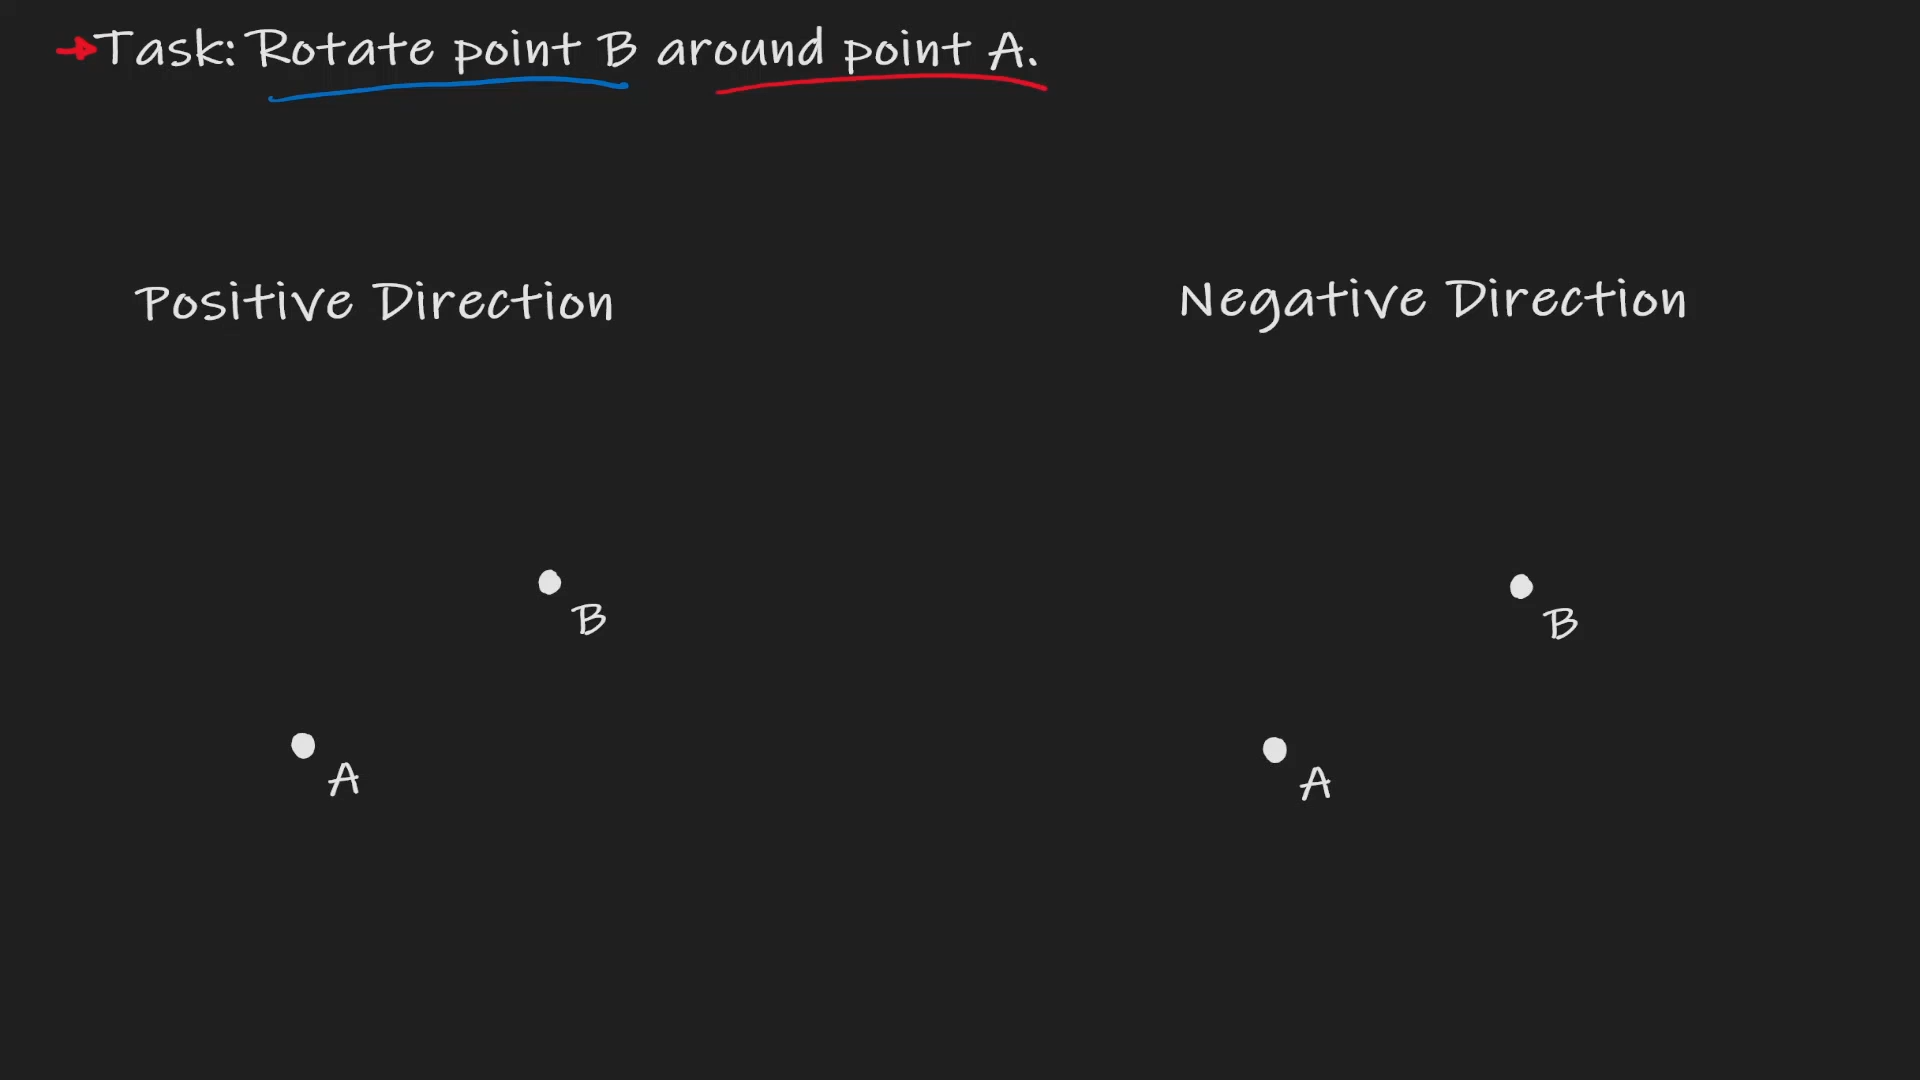 Task: Rotate point B around point A.
Positive Direction
Negative Direction
B
B
A
A